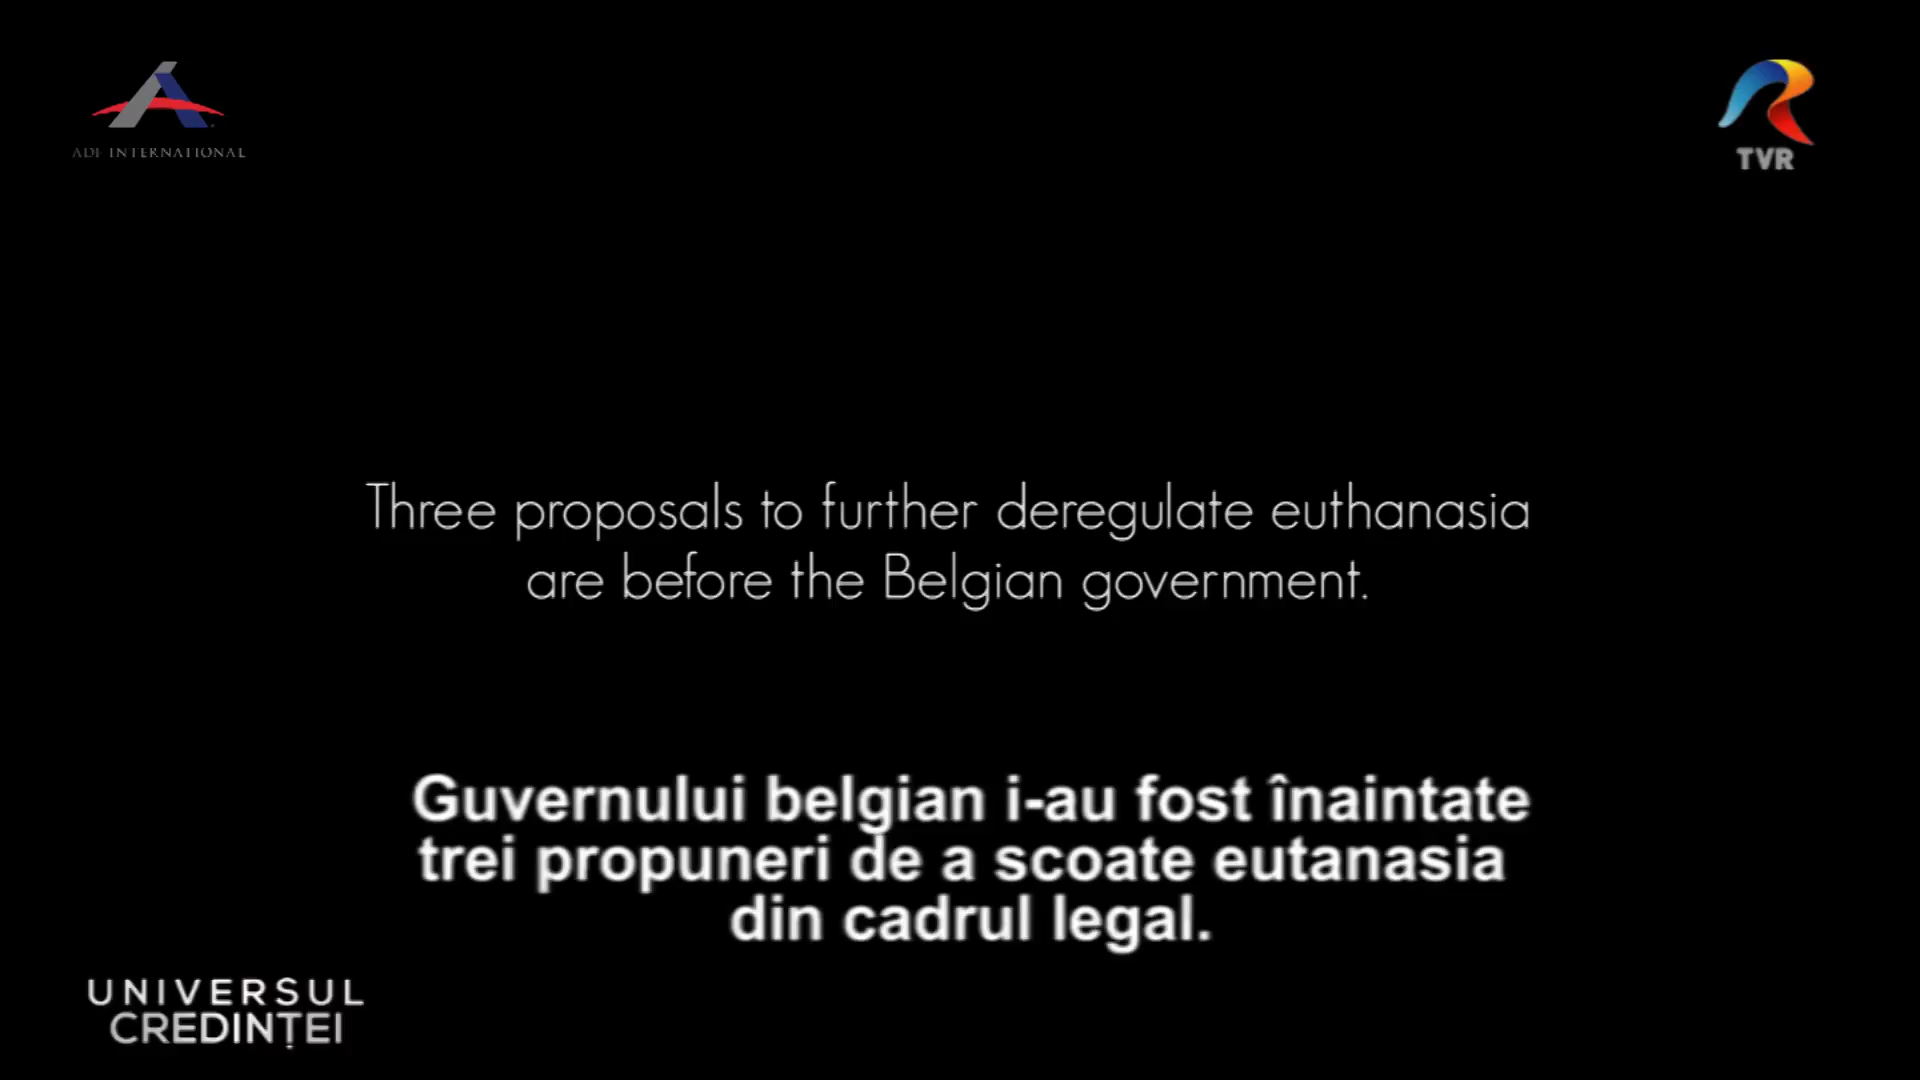 ADF INTERNATIONAL
TVR
Three proposals to further deregulate euthanasia
are before the Belgian government.
Guvernului belgian i-au fost înaintate
trei propuneri de a scoate eutanasia
din cadrul legal.
UNIVERSUL
CREDINȚEI